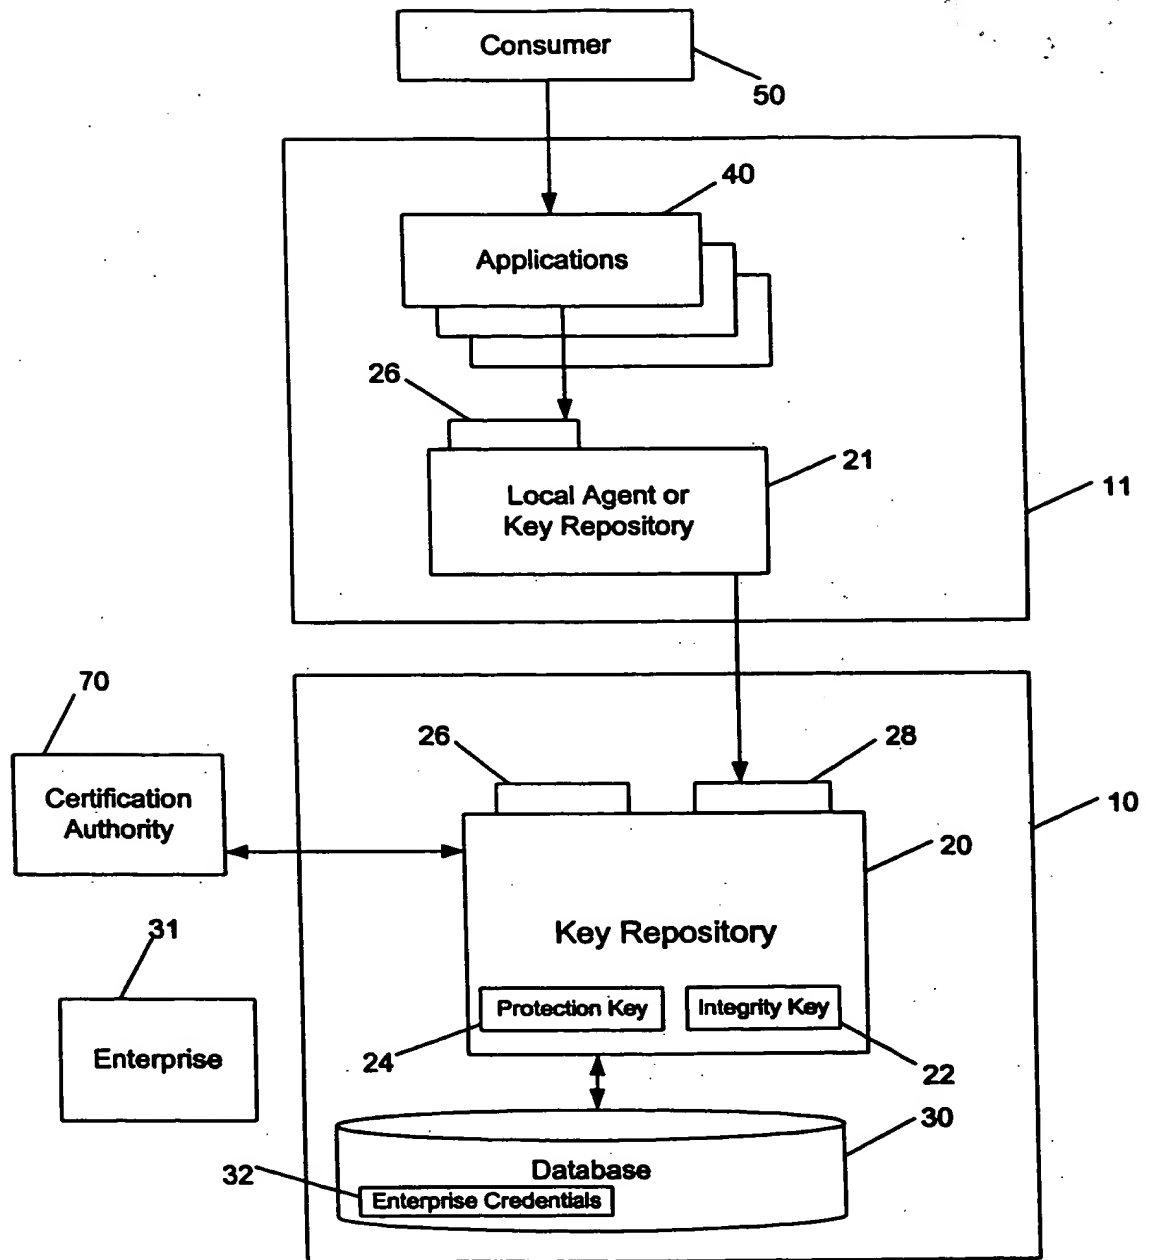 Consumer
50
40
Applications
26
21
Local Agent or
Key Repository
11
70
26
28
Certification
Authority
10
20
31
Key Repository
Protection Key
Integrity Key
Enterprise
24
22
30
Database
32
Enterprise Credentials